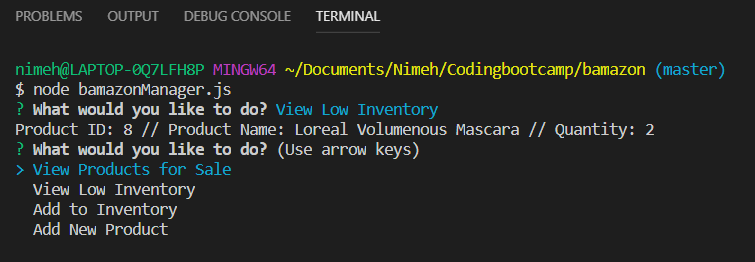 PROBLEMS OUTPUT DEBUG CONSOLE TERMINAL
nimeh@LAPTOP-0Q7LFH8P MINGW64 ~/Documents/Nimeh/Codingbootcamp/bamazon (master)
$ node bamazonManager.js
? What would you like to do? View Low Inventory
Product ID: 8 // Product Name: Loreal Volumenous Mascara // Quantity: 2
? What would you like to do? (Use arrow keys)
> View Products for Sale
View Low Inventory
Add to Inventory
Add New Product